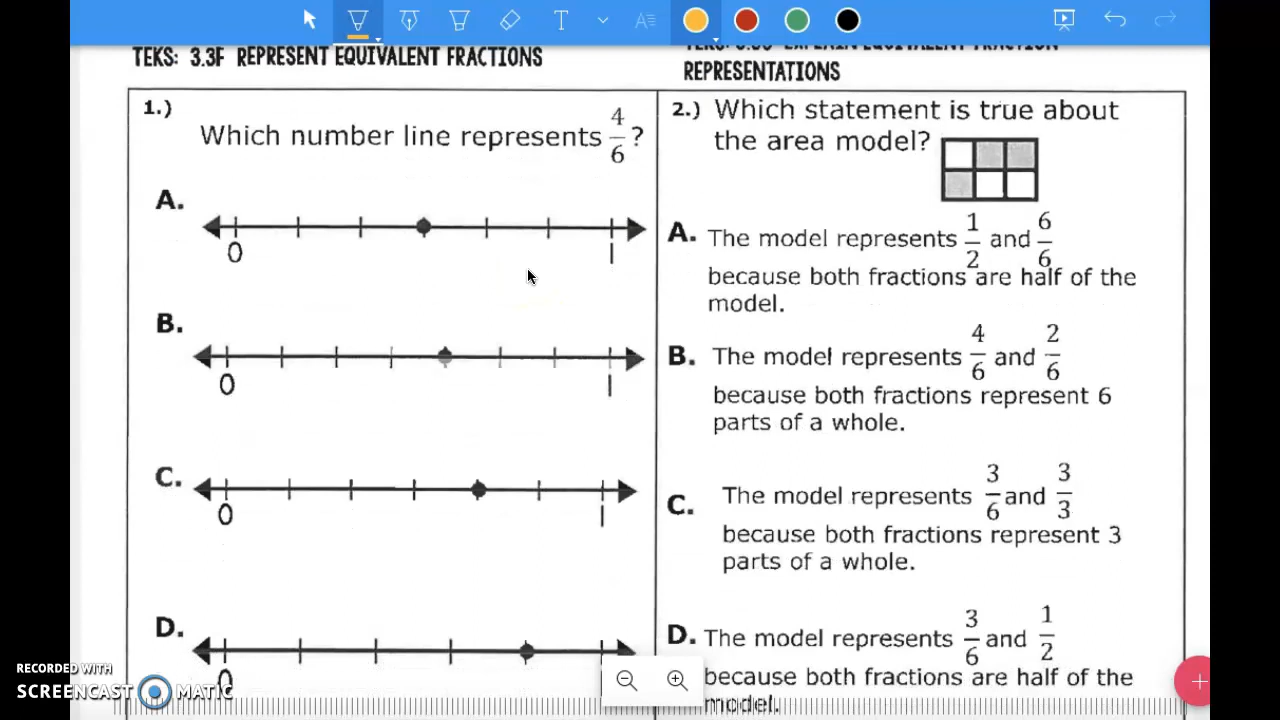 TEKS: 3.3F REPRESENT EQUIVALENT FRACTIONS
1.)
Which number line represents 4/6?
A.
0 1
B.
0 1
C.
0 1
D.
0
TEKS: EXPLAIN EQUIVALENT FRACTION
REPRESENTATIONS
2.) Which statement is true about
the area model?
A. The model represents 1/2 and 6/6
because both fractions are half of the
model.
B. The model represents 4/6 and 2/6
because both fractions represent 6
parts of a whole.
C. The model represents 3/6 and 3/3
because both fractions represent 3
parts of a whole.
D. The model represents 3/6 and 1/2
because both fractions are half of the
model.
T
A
RECORDED WITH
SCREENCAST MATIC